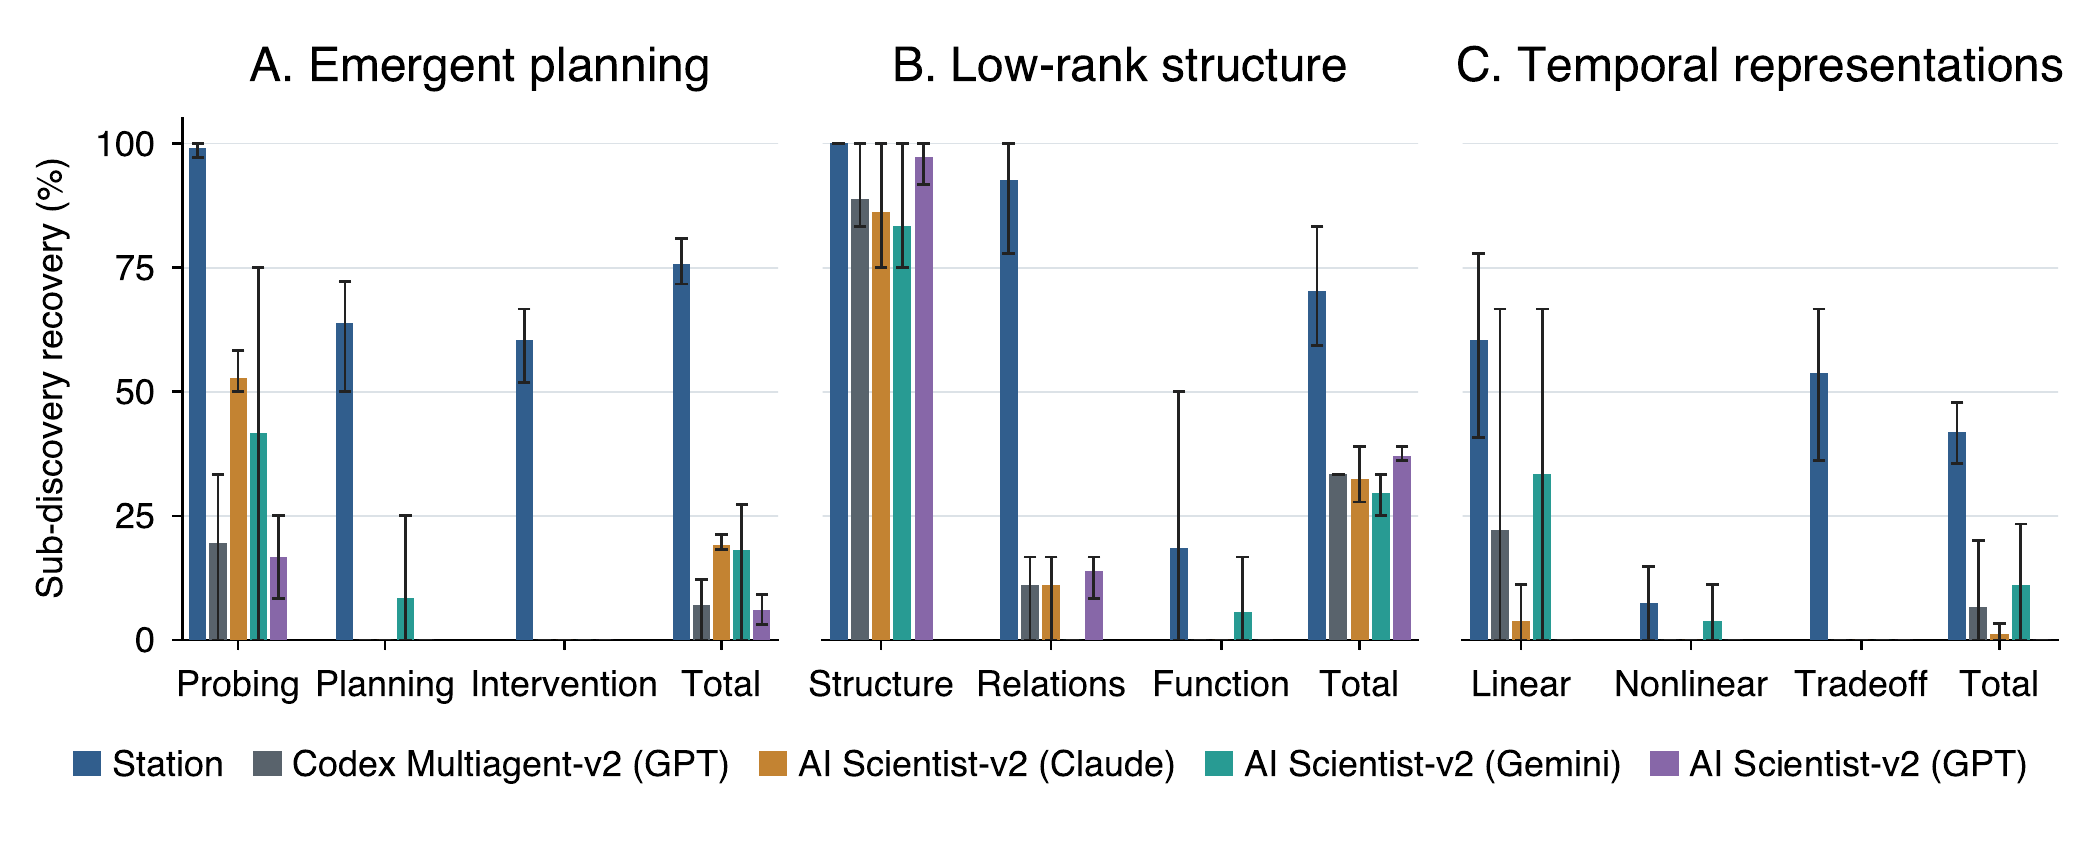 A. Emergent planning
B. Low-rank structure
C. Temporal representations
Sub-discovery recovery (%)
100
75
50
25
0
Probing Planning Intervention Total
Structure Relations Function Total
Linear Nonlinear Tradeoff Total
Station Codex Multiagent-v2 (GPT) AI Scientist-v2 (Claude) AI Scientist-v2 (Gemini) AI Scientist-v2 (GPT)